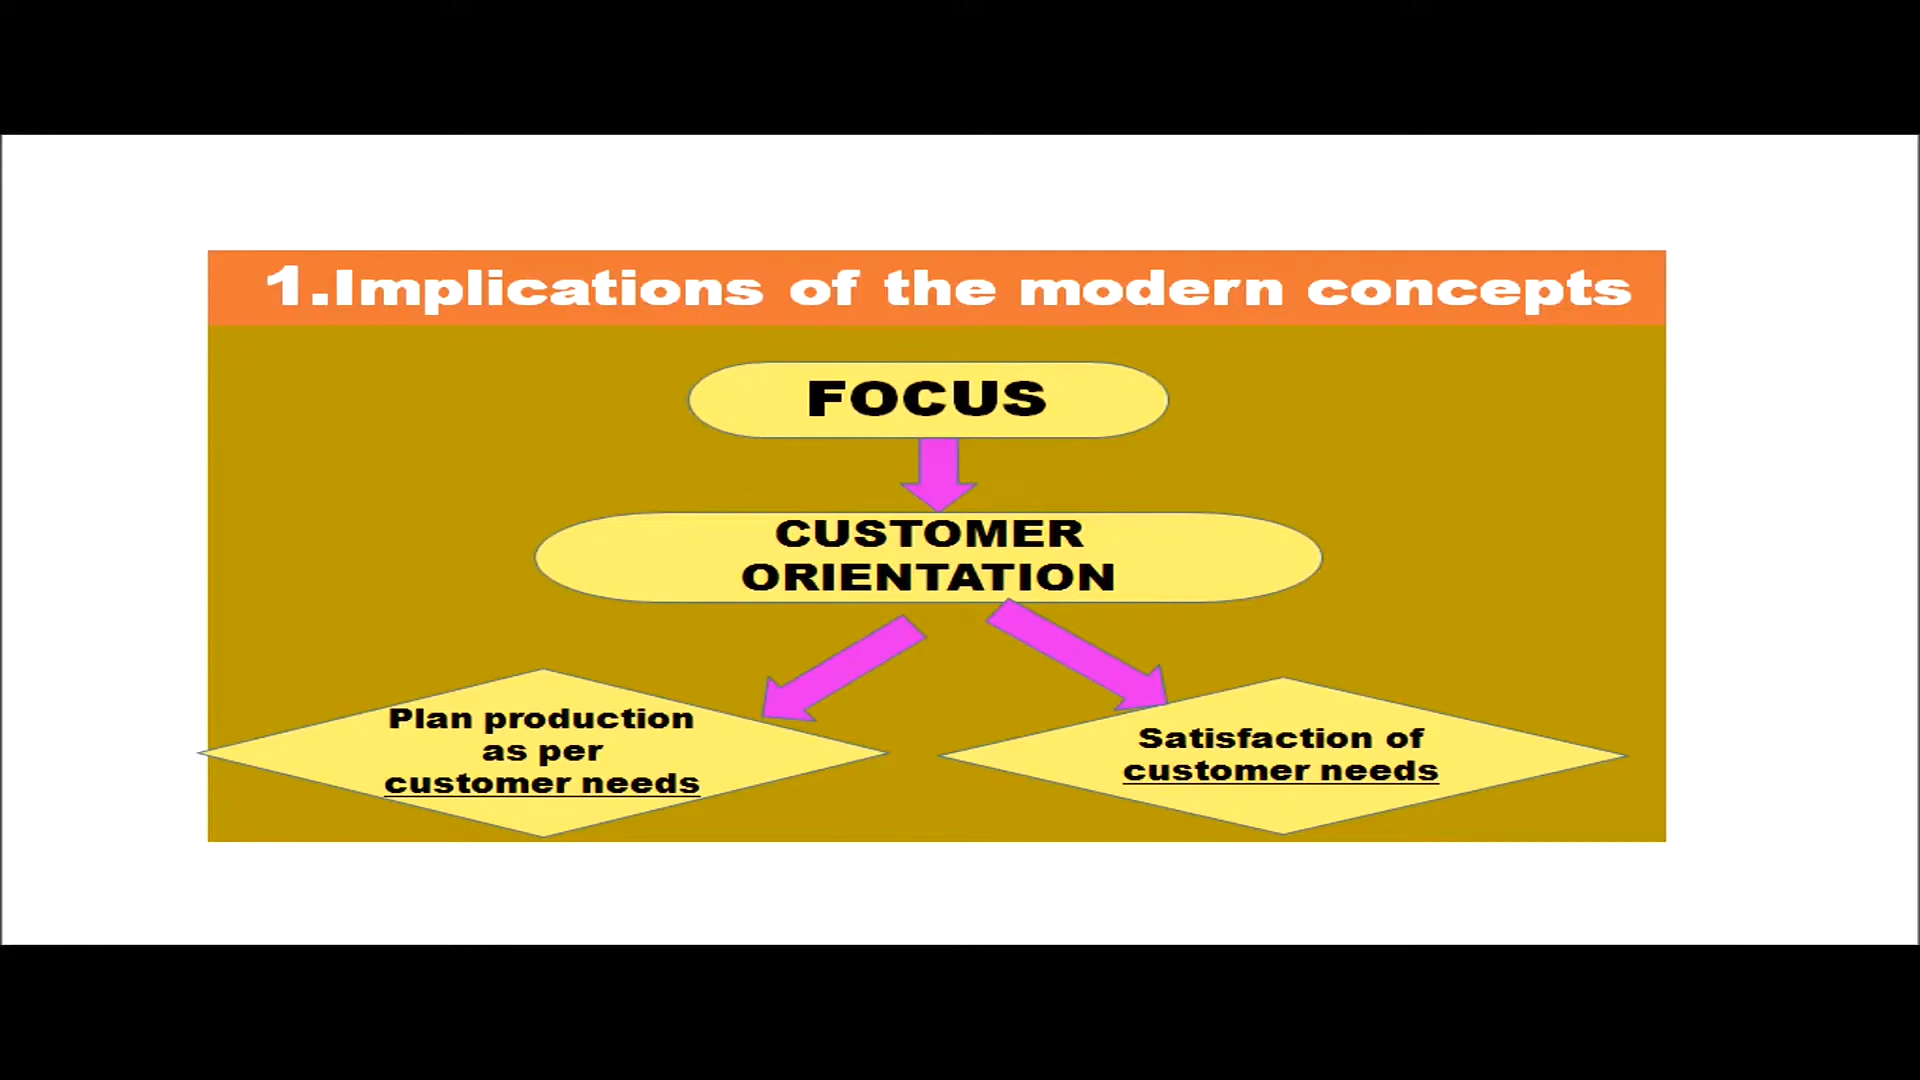 1.Implications of the modern concepts
FOCUS
CUSTOMER
ORIENTATION
Plan production
as per
customer needs
Satisfaction of
customer needs